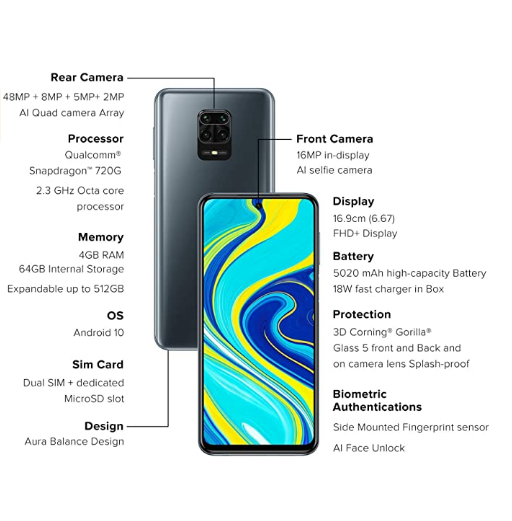 Rear Camera
48MP + 8MP + 5MP+ 2MP
AI Quad camera Array
Processor
Qualcomm®
Snapdragon™ 720G
2.3 GHz Octa core
processor
Memory
4GB RAM
64GB Internal Storage
Expandable up to 512GB
OS
Android 10
Sim Card
Dual SIM + dedicated
MicroSD slot
Design
Aura Balance Design
Front Camera
16MP in-display
AI selfie camera
Display
16.9cm (6.67)
FHD+ Display
Battery
5020 mAh high-capacity Battery
18W fast charger in Box
Protection
3D Corning® Gorilla®
Glass 5 front and Back and
on camera lens Splash-proof
Biometric
Authentications
Side Mounted Fingerprint sensor
AI Face Unlock